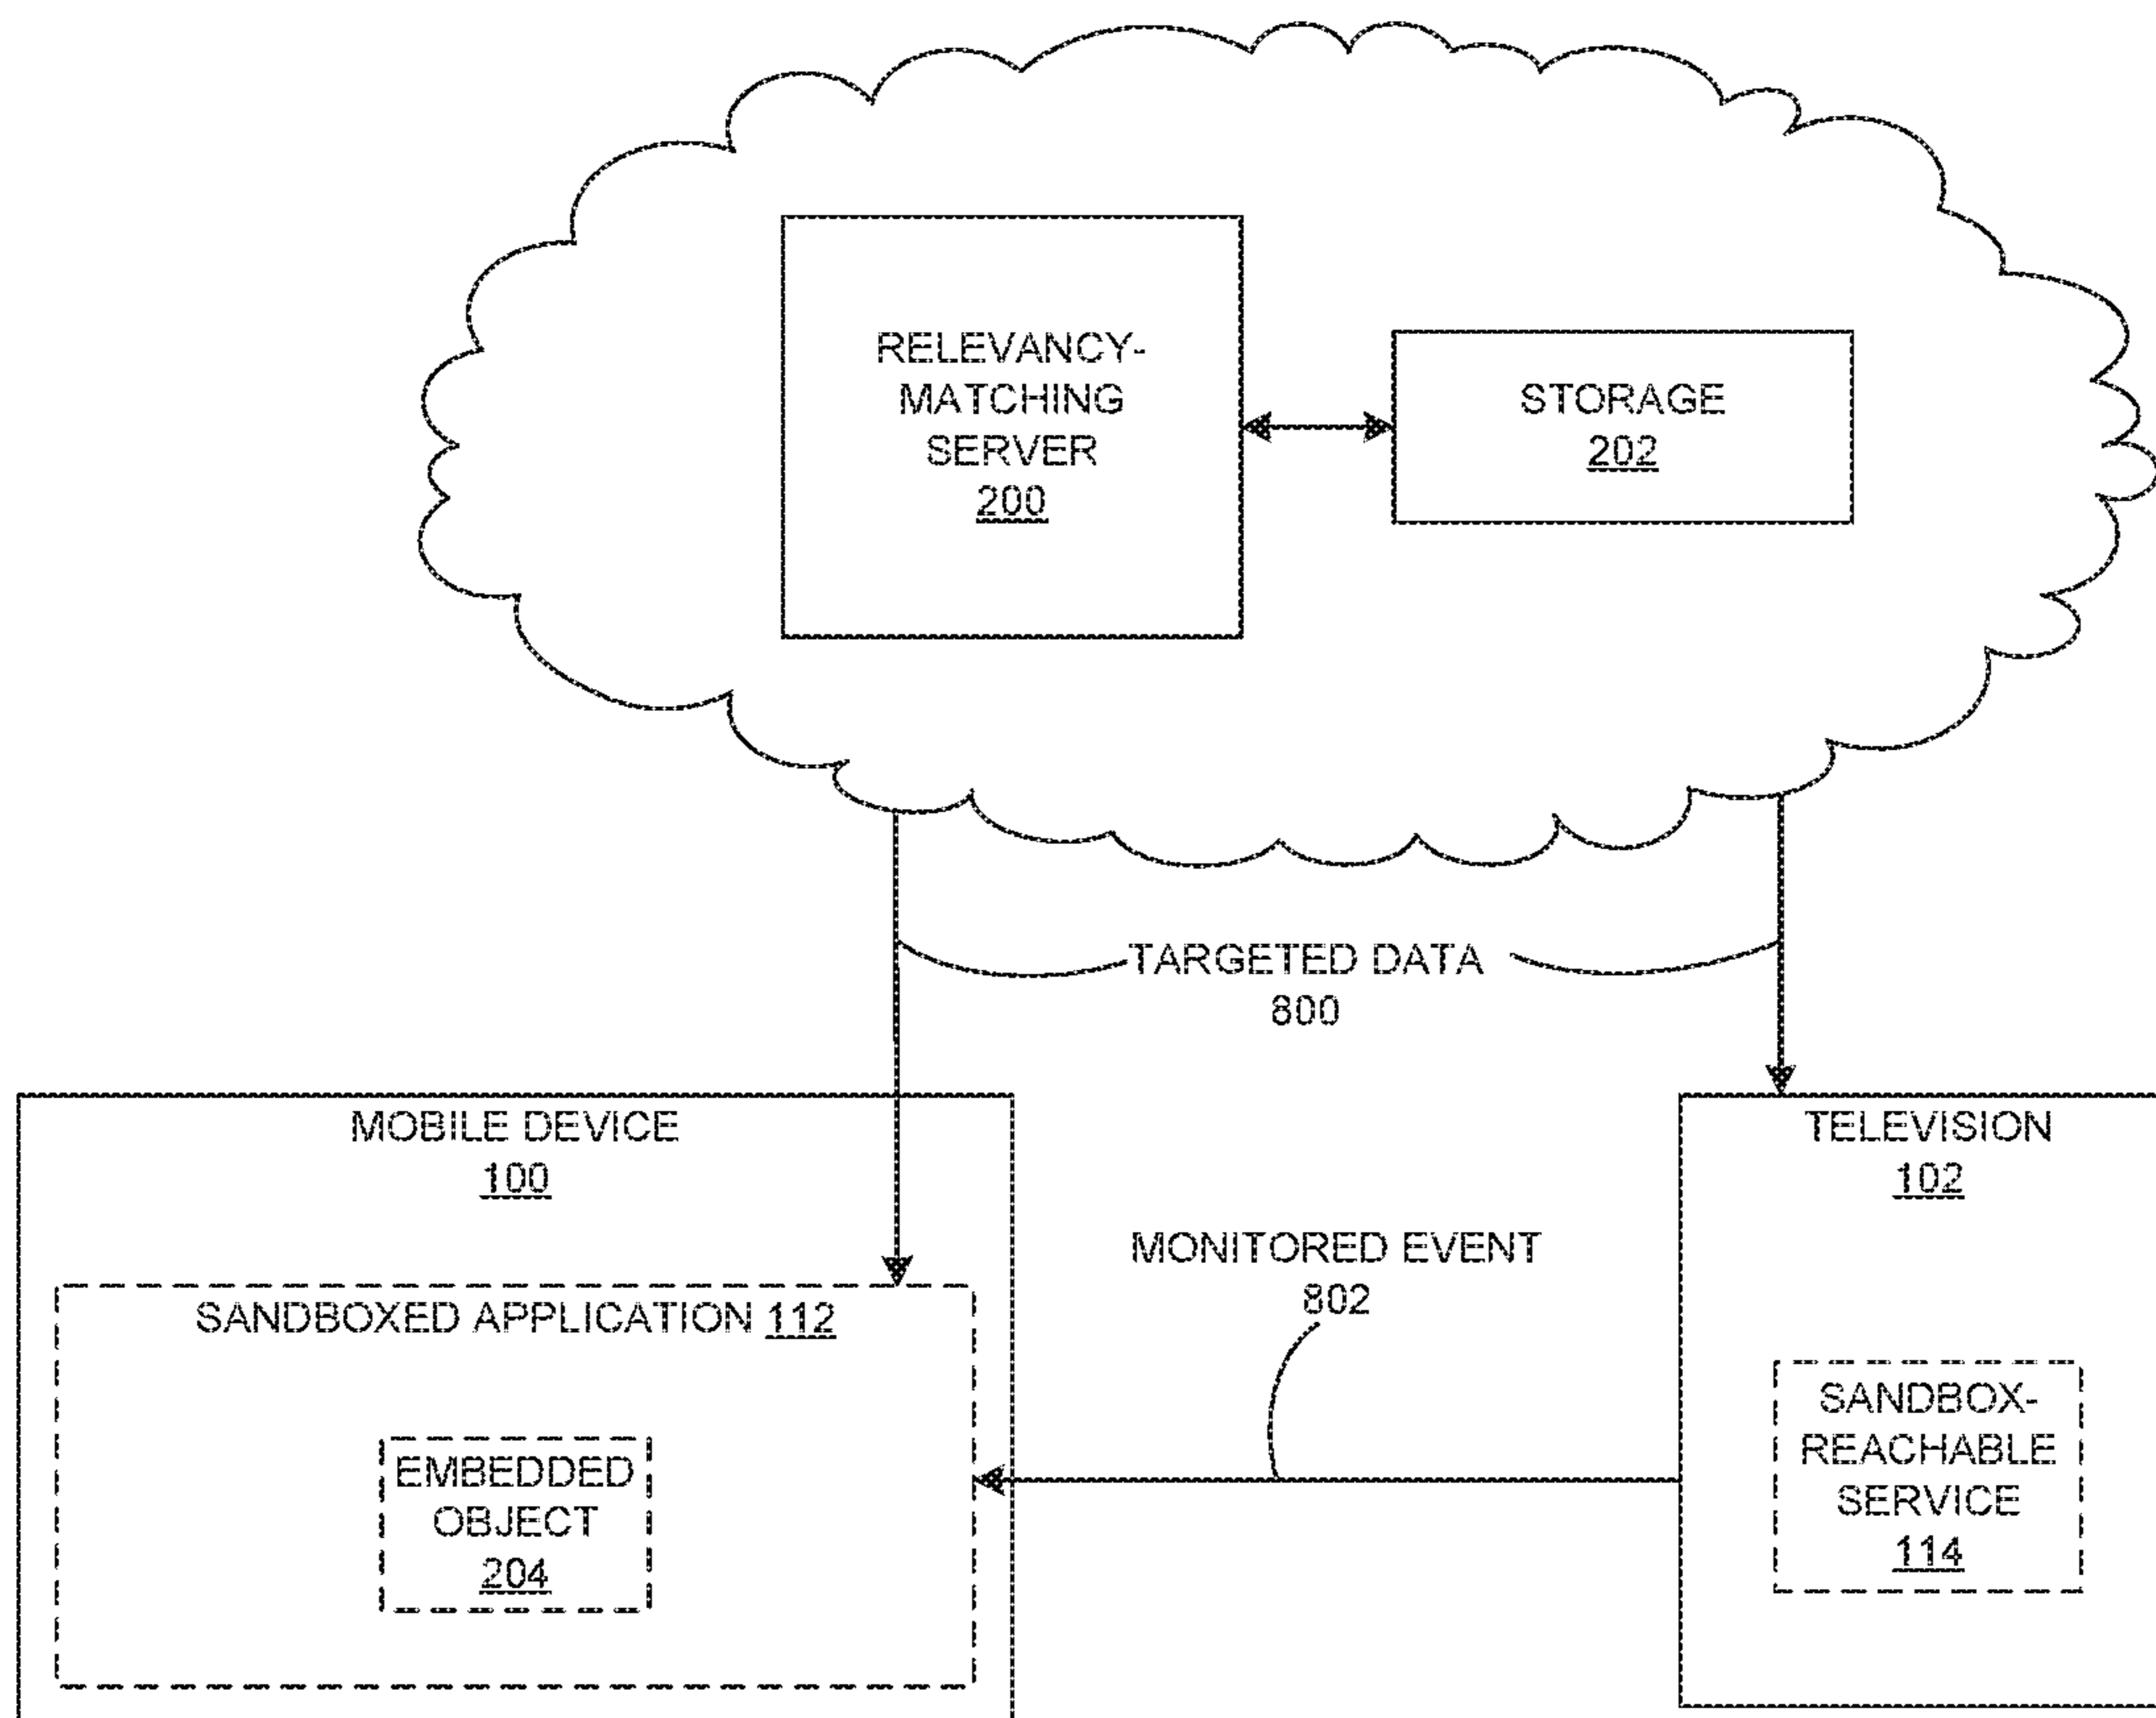 RELEVANCY-
MATCHING
SERVER
200
STORAGE
202
TARGETED DATA
800
MOBILE DEVICE
100
TELEVISION
102
MONITORED EVENT
802
SANDBOXED APPLICATION 112
EMBEDDED
OBJECT
204
SANDBOX-
REACHABLE
SERVICE
114